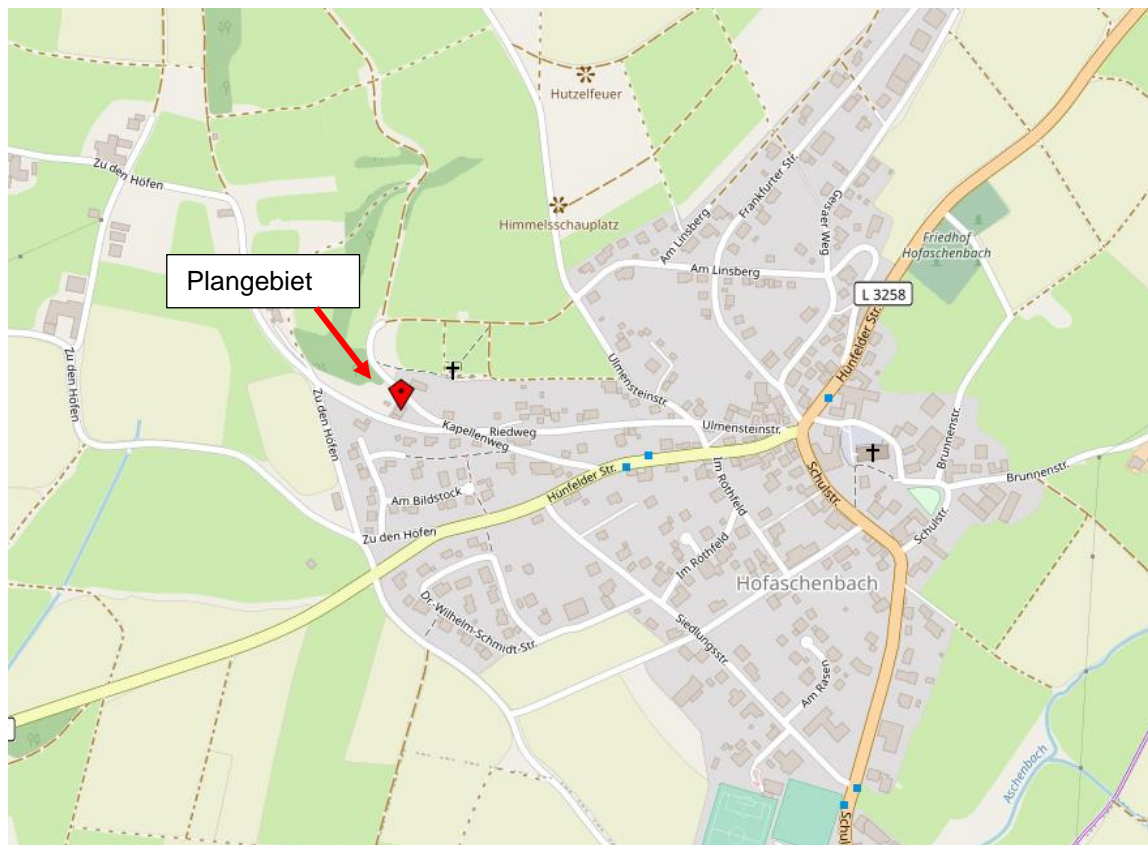 Hutzelfeuer
Zu den Höfen
Himmelsschauplatz
Am Linsberg
Frankfurter Str.
Geisaer Weg
Friedhof
Hofaschenbach
Am Linsberg
Plangebiet
L 3258
Hünfelder Str.
Zu den Höfen
Zu den Höfen
Ulmensteinstr.
Kapellenweg
Riedweg
Ulmensteinstr.
Brunnenstr.
Hünfelder Str.
Im Rothfeld
Schulstr.
Brunnenstr.
Am Bildstock
Zu den Höfen
Schulstr.
Im Rothfeld
Hofaschenbach
Dr.-Wilhelm-Schmidt-Str.
Siedlungsstr.
Am Rasen
Aschenbach
Schul